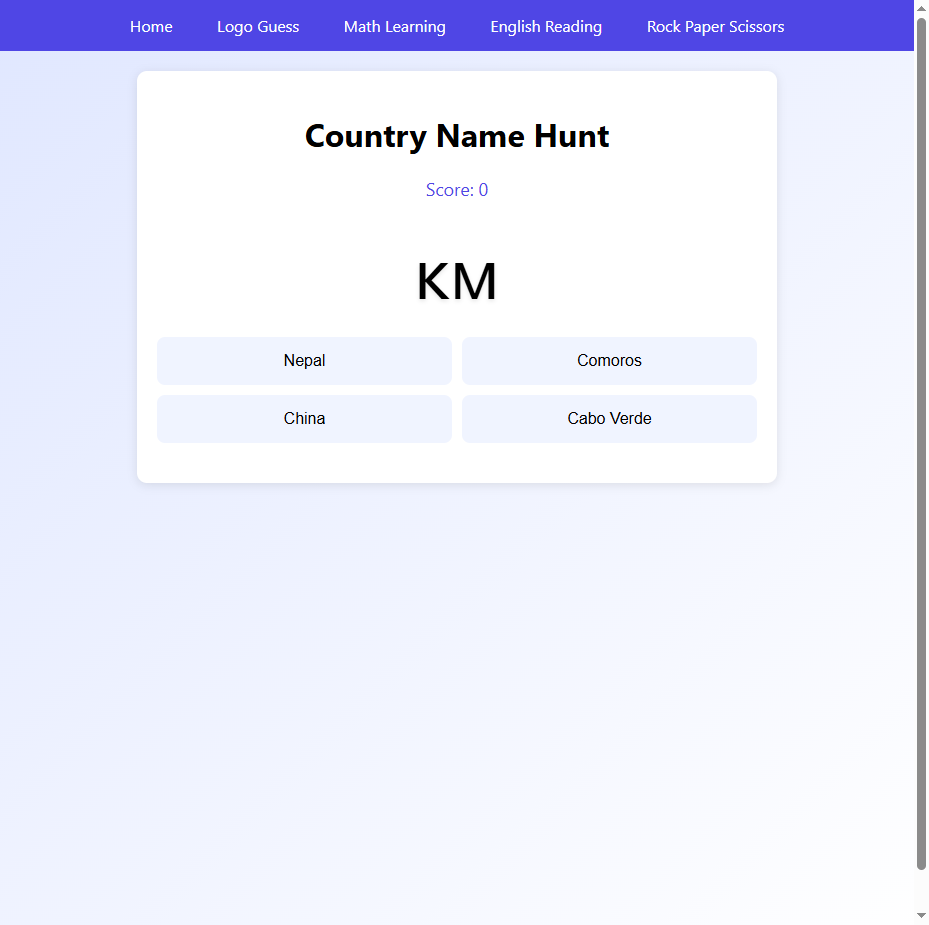 Home Logo Guess Math Learning English Reading Rock Paper Scissors
Country Name Hunt
Score: 0
KM
Nepal Comoros
China Cabo Verde